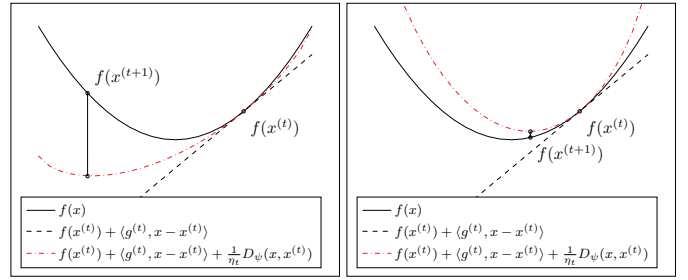 f(x^{(t+1)})
f(x^{(t)})
f(x)
f(x^{(t)}) + ⟨g^{(t)}, x − x^{(t)}⟩
f(x^{(t)}) + ⟨g^{(t)}, x − x^{(t)}⟩ + \frac{1}{η_t} D_ψ(x, x^{(t)})
f(x^{(t)})
f(x^{(t+1)})
f(x)
f(x^{(t)}) + ⟨g^{(t)}, x − x^{(t)}⟩
f(x^{(t)}) + ⟨g^{(t)}, x − x^{(t)}⟩ + \frac{1}{η_t} D_ψ(x, x^{(t)})